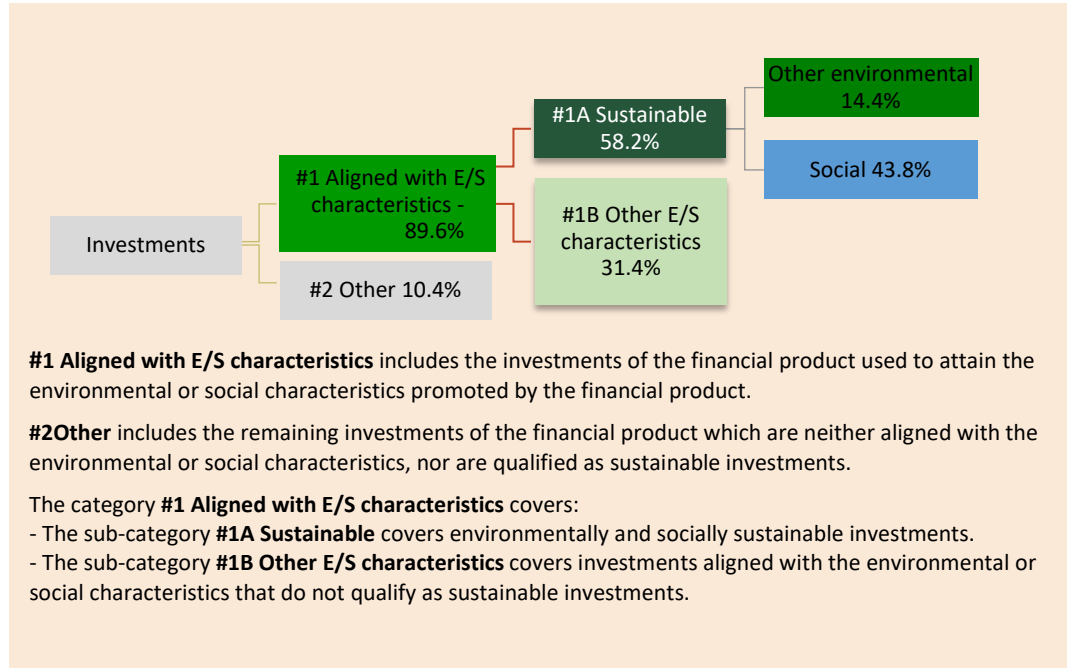 Other environmental
14.4%
#1A Sustainable
58.2%
Social 43.8%
#1 Aligned with E/S
characteristics -
89.6%
#1B Other E/S
characteristics
31.4%
Investments
#2 Other 10.4%
#1 Aligned with E/S characteristics includes the investments of the financial product used to attain the
environmental or social characteristics promoted by the financial product.
#2Other includes the remaining investments of the financial product which are neither aligned with the
environmental or social characteristics, nor are qualified as sustainable investments.
The category #1 Aligned with E/S characteristics covers:
- The sub-category #1A Sustainable covers environmentally and socially sustainable investments.
- The sub-category #1B Other E/S characteristics covers investments aligned with the environmental or
social characteristics that do not qualify as sustainable investments.